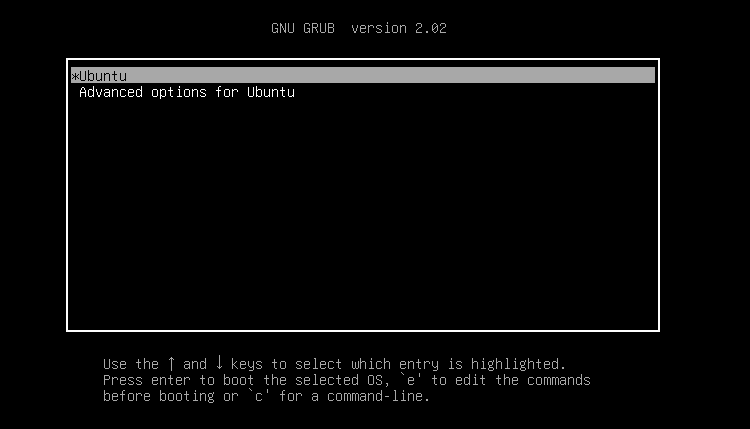 GNU GRUB  version 2.02
*Ubuntu
Advanced options for Ubuntu
Use the ↑ and ↓ keys to select which entry is highlighted.
Press enter to boot the selected OS, `e' to edit the commands
before booting or `c' for a command-line.